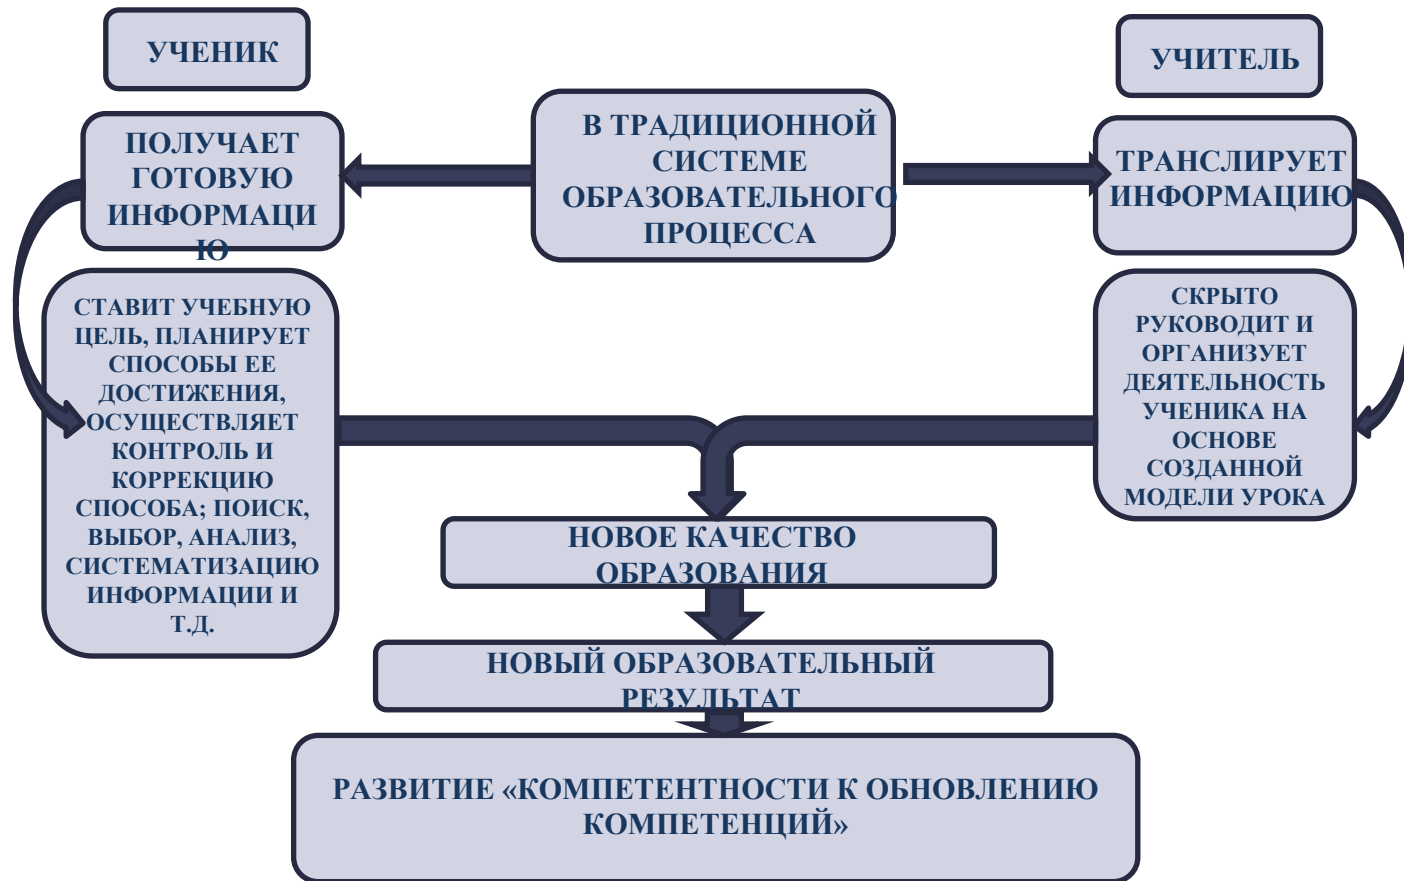 УЧЕНИК
УЧИТЕЛЬ
ПОЛУЧАЕТ
ГОТОВУЮ
ИНФОРМАЦИ
Ю
В ТРАДИЦИОННОЙ
СИСТЕМЕ
ОБРАЗОВАТЕЛЬНОГО
ПРОЦЕССА
ТРАНСЛИРУЕТ
ИНФОРМАЦИЮ
СТАВИТ УЧЕБНУЮ
ЦЕЛЬ, ПЛАНИРУЕТ
СПОСОБЫ ЕЕ
ДОСТИЖЕНИЯ,
ОСУЩЕСТВЛЯЕТ
КОНТРОЛЬ И
КОРРЕКЦИЮ
СПОСОБА; ПОИСК,
ВЫБОР, АНАЛИЗ,
СИСТЕМАТИЗАЦИЮ
ИНФОРМАЦИИ И
Т.Д.
СКРЫТО
РУКОВОДИТ И
ОРГАНИЗУЕТ
ДЕЯТЕЛЬНОСТЬ
УЧЕНИКА НА
ОСНОВЕ
СОЗДАННОЙ
МОДЕЛИ УРОКА
НОВОЕ КАЧЕСТВО
ОБРАЗОВАНИЯ
НОВЫЙ ОБРАЗОВАТЕЛЬНЫЙ
РЕЗУЛЬТАТ
РАЗВИТИЕ «КОМПЕТЕНТНОСТИ К ОБНОВЛЕНИЮ
КОМПЕТЕНЦИЙ»